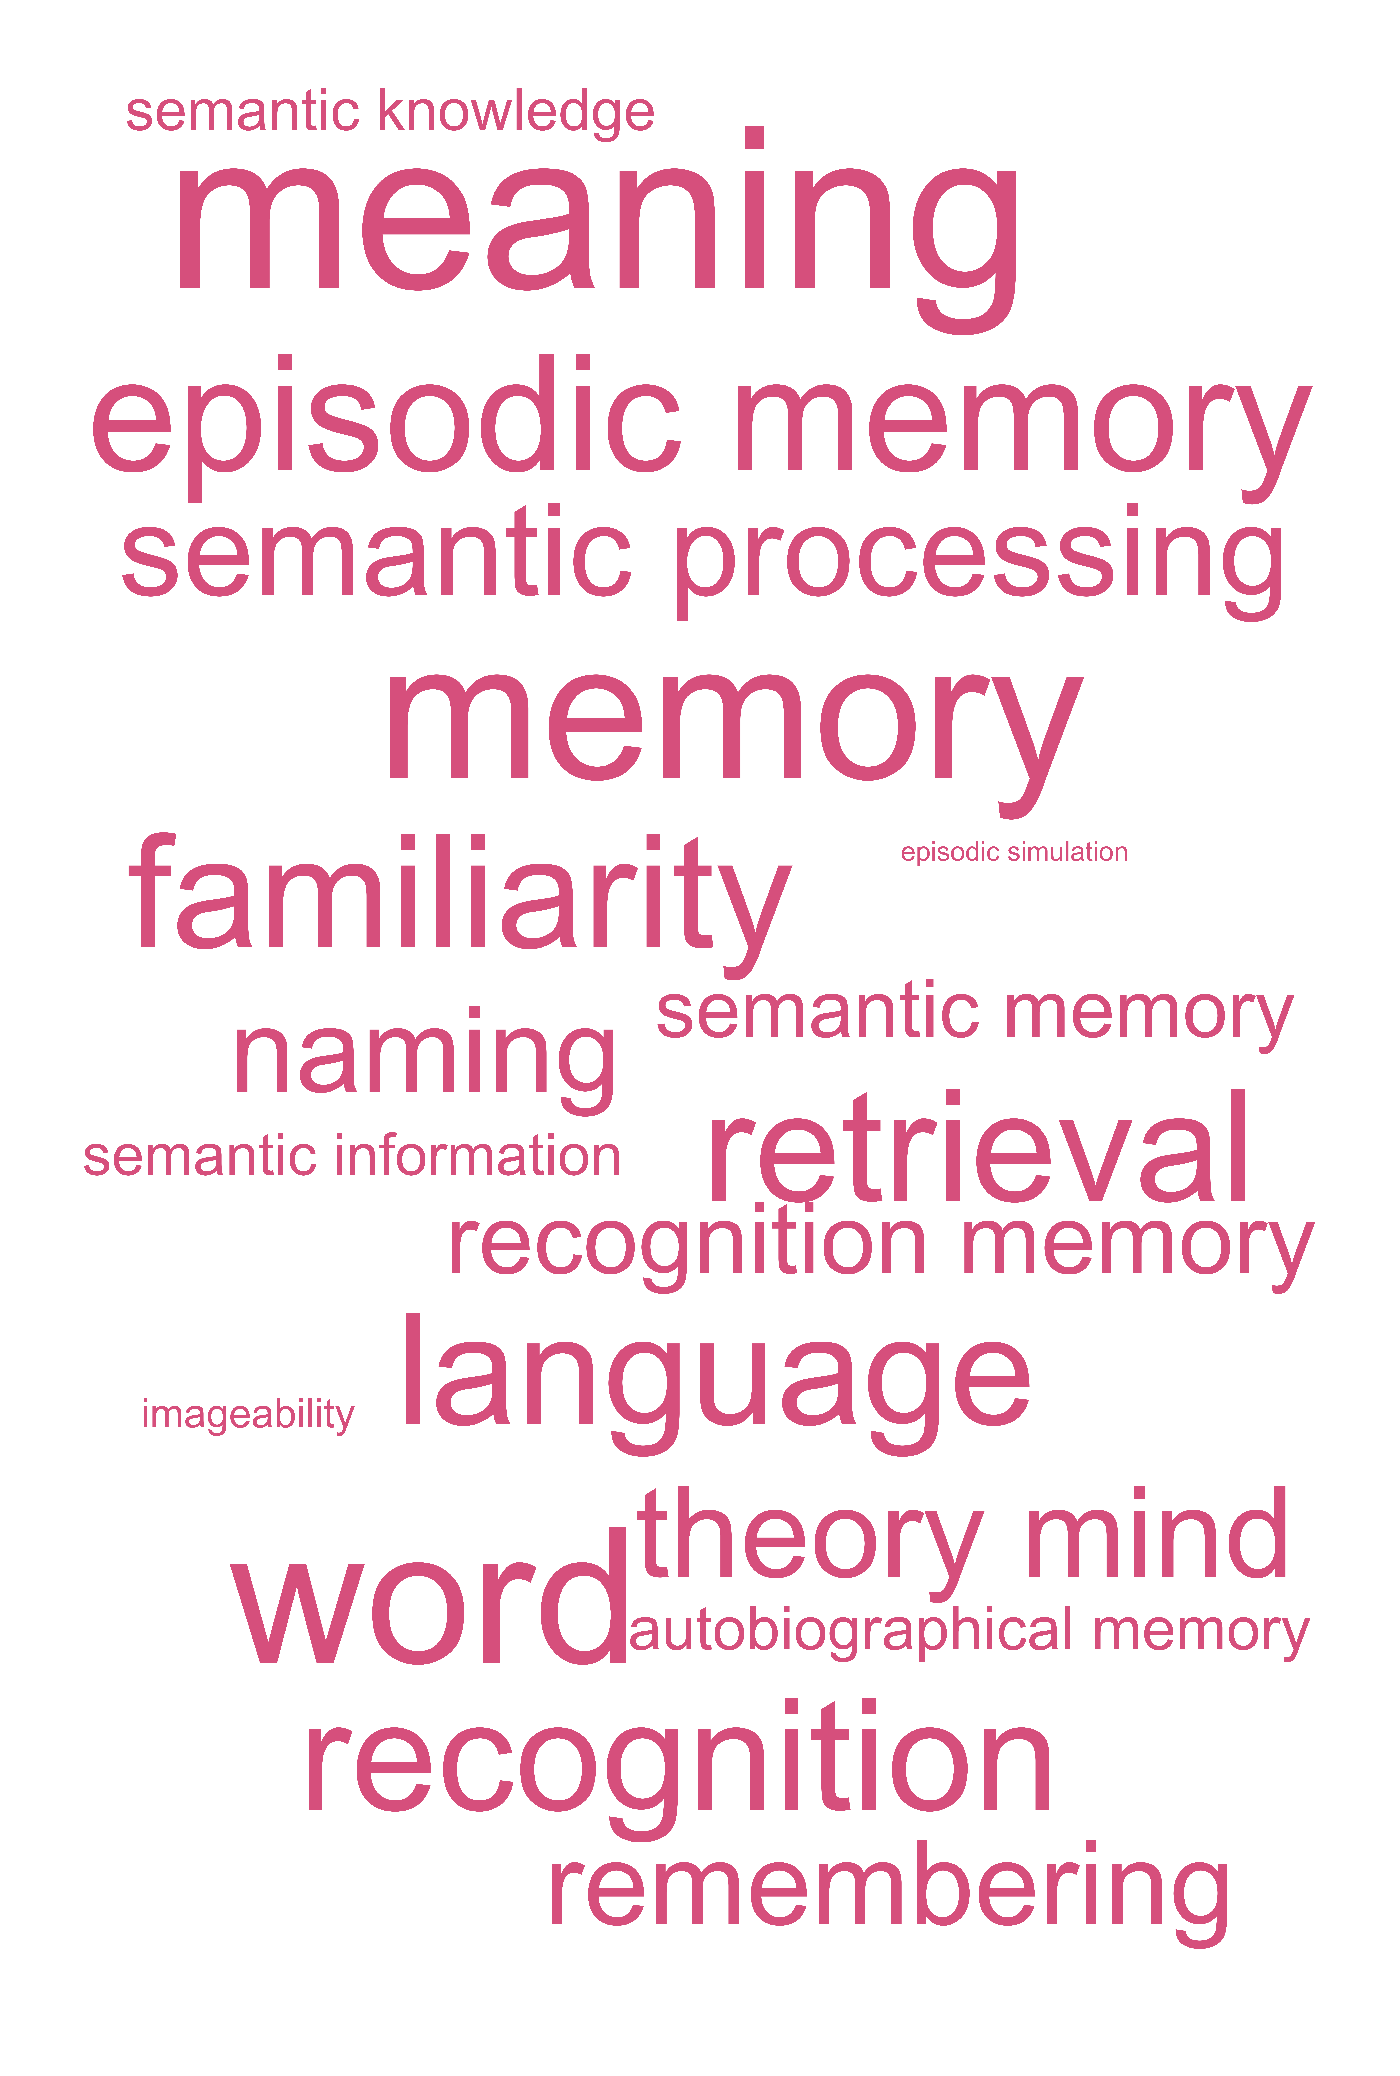 semantic knowledge
meaning
episodic memory
semantic processing
memory
familiarity
episodic simulation
semantic memory
naming
retrieval
semantic information
recognition memory
language
imageability
theory mind
word
autobiographical memory
recognition
remembering